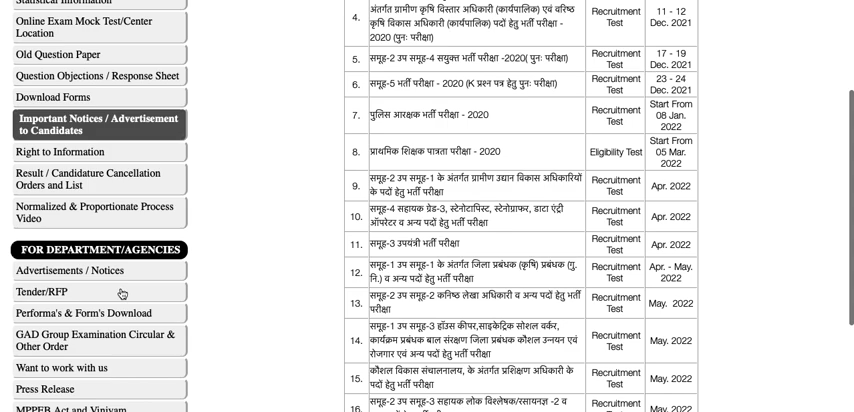 Online Exam Mock Test/Center
Location
Old Question Paper
Question Objections / Response Sheet
Download Forms
Important Notices / Advertisement
to Candidates
Right to Information
Result / Candidature Cancellation
Orders and List
Normalized & Proportionate Process
Video
FOR DEPARTMENT/AGENCIES
Advertisements / Notices
Tender/RFP
Performa's & Form's Download
GAD Group Examination Circular &
Other Order
Want to work with us
Press Release
MPPEB Act and Viniyam
4.
अंतर्गत ग्रामीण कृषि विस्तार अधिकारी (कार्यपालिक) एवं वरिष्ठ
कृषि विकास अधिकारी (कार्यपालिक) पदों हेतु भर्ती परीक्षा -
2020 (पुनः परीक्षा)
Recruitment
Test
11 - 12
Dec. 2021
5.
समूह-2 उप समूह-4 सयुक्त भर्ती परीक्षा -2020( पुनः परीक्षा)
Recruitment
Test
17 - 19
Dec. 2021
6.
समूह-5 भर्ती परीक्षा - 2020 (K प्रश्न पत्र हेतु पुनः परीक्षा)
Recruitment
Test
23 - 24
Dec. 2021
7.
पुलिस आरक्षक भर्ती परीक्षा - 2020
Recruitment
Test
Start From
08 Jan.
2022
8.
प्राथमिक शिक्षक पात्रता परीक्षा - 2020
Eligibility Test
Start From
05 Mar.
2022
9.
समूह-2 उप समूह-1 के अंतर्गत ग्रामीण उद्यान विकास अधिकारियों
के पदों हेतु भर्ती परीक्षा
Recruitment
Test
Apr. 2022
10.
समूह-4 सहायक ग्रेड-3, स्टेनोटापिस्ट, स्टेनोग्राफर, डाटा एंट्री
ऑपरेटर व अन्य पदों हेतु भर्ती परीक्षा
Recruitment
Test
Apr. 2022
11.
समूह-3 उपयंत्री भर्ती परीक्षा
Recruitment
Test
Apr. 2022
12.
समूह-1 उप समूह-1 के अंतर्गत जिला प्रबंधक (कृषि) प्रबंधक (गु.
नि.) व अन्य पदों हेतु भर्ती परीक्षा
Recruitment
Test
Apr. - May.
2022
13.
समूह-2 उप समूह-2 कनिष्ठ लेखा अधिकारी व अन्य पदों हेतु भर्ती
परीक्षा
Recruitment
Test
May. 2022
14.
समूह-1 उप समूह-3 हॉउस कीपर,साइकेट्रिक सोशल वर्कर,
कार्यक्रम प्रबंधक बाल संरक्षण जिला प्रबंधक कौशल उन्नयन एवं
रोजगार एवं अन्य पदों हेतु भर्ती परीक्षा
Recruitment
Test
May. 2022
15.
कौशल विकास संचालनालय, के अंतर्गत प्रशिक्षण अधिकारी के
पदों हेतु भर्ती परीक्षा
Recruitment
Test
May. 2022
16.
समूह-2 उप समूह-3 सहायक लोक विश्लेषक/रसायनज्ञ -2 व
Recruitment
May. 2022